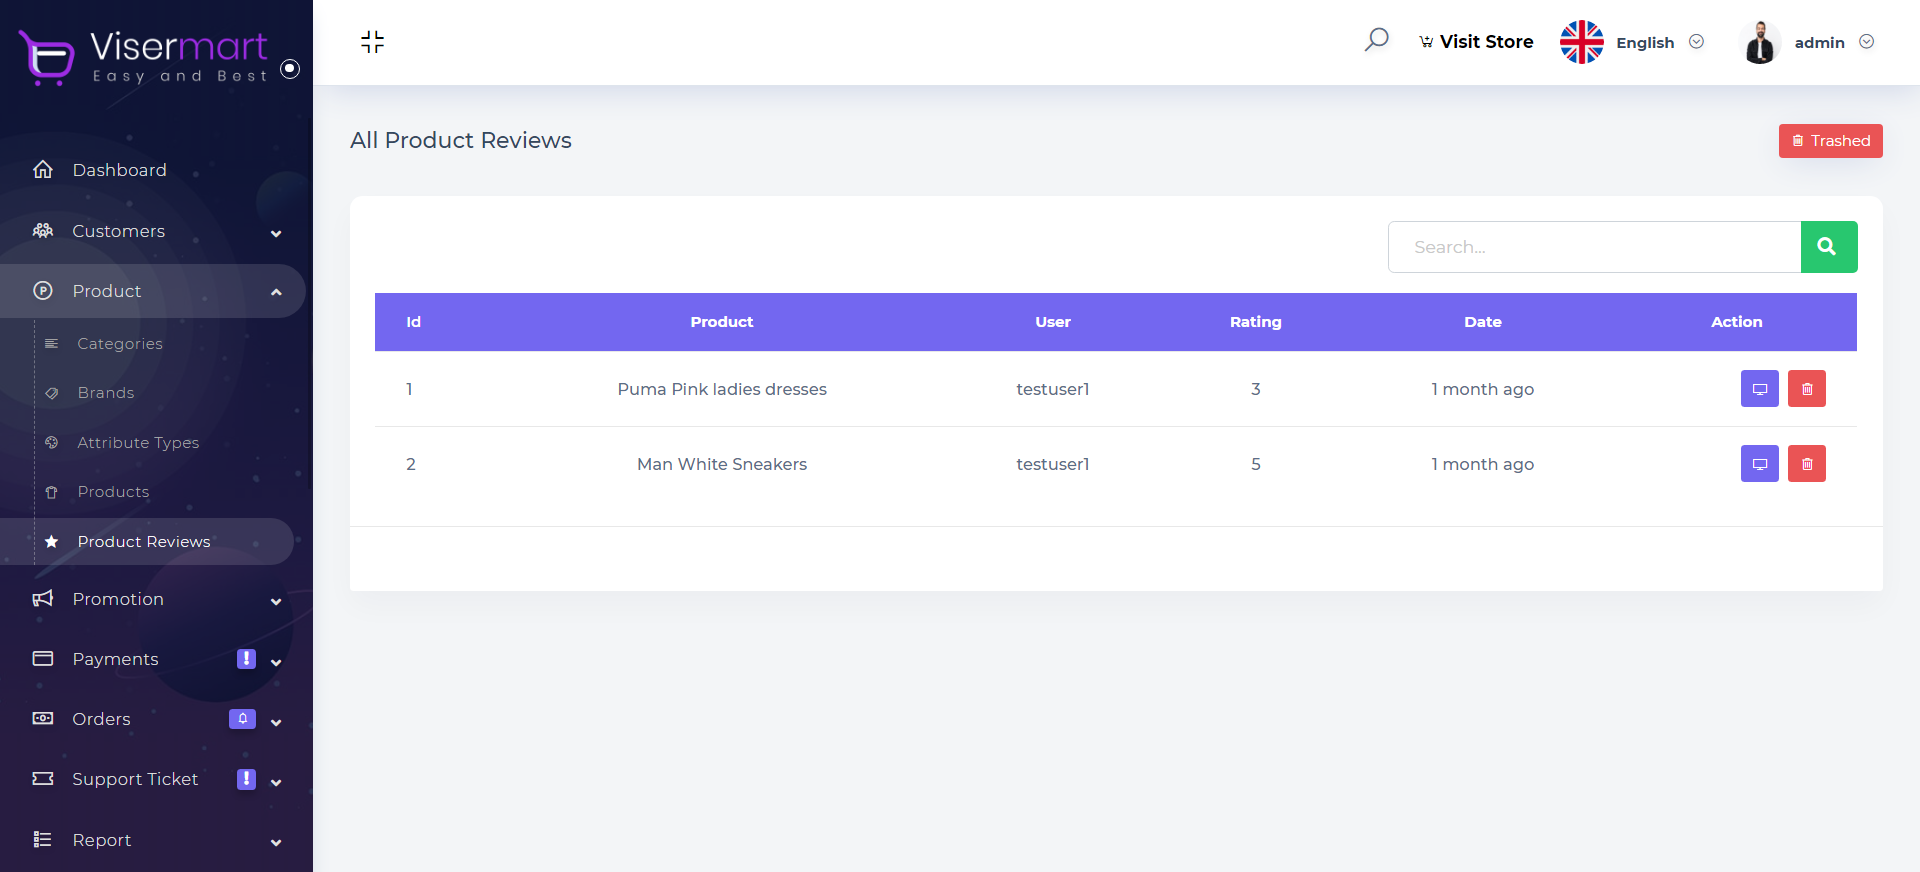 Visermart
Easy and Best
Dashboard
Customers
Product
Categories
Brands
Attribute Types
Products
Product Reviews
Promotion
Payments
Orders
Support Ticket
Report
Visit Store
English
admin
All Product Reviews
Trashed
Search...
Id Product User Rating Date Action
1 Puma Pink ladies dresses testuser1 3 1 month ago
2 Man White Sneakers testuser1 5 1 month ago